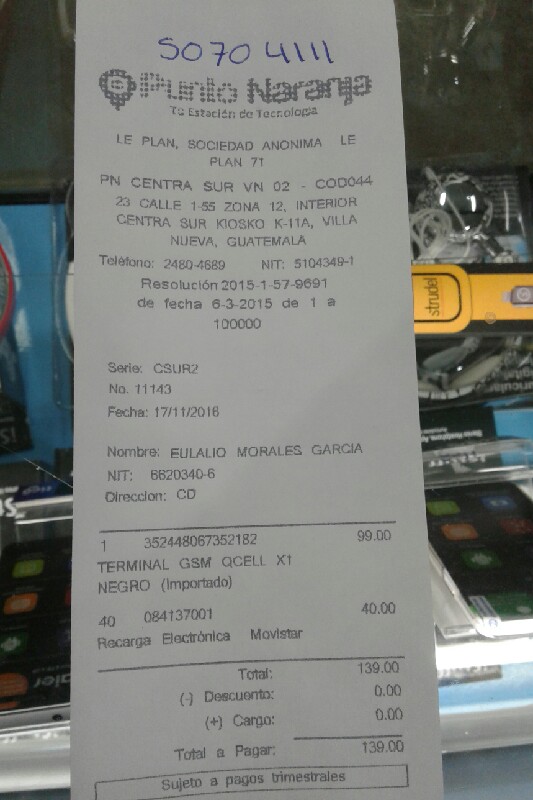 5070 4111
Punto Naranja
Tu Estación de Tecnología
LE PLAN, SOCIEDAD ANONIMA LE
PLAN 71
PN CENTRA SUR VN 02 - COD044
23 CALLE 1-55 ZONA 12, INTERIOR
CENTRA SUR KIOSKO K-11A, VILLA
NUEVA, GUATEMALA
Teléfono: 2480-4689 NIT: 5104349-1
Resolución 2015-1-57-9691
de fecha 6-3-2015 de 1 a
100000
Serie: CSUR2
No. 11143
Fecha: 17/11/2016
Nombre: EULALIO MORALES GARCIA
NIT: 6620340-6
Direccion: CD
1 352448067352182 99.00
TERMINAL GSM QCELL X1
NEGRO (Importado)
40 084137001 40.00
Recarga Electrónica Movistar
Total: 139.00
(-) Descuento: 0.00
(+) Cargo: 0.00
Total a Pagar: 139.00
Sujeto a pagos trimestrales
strudel